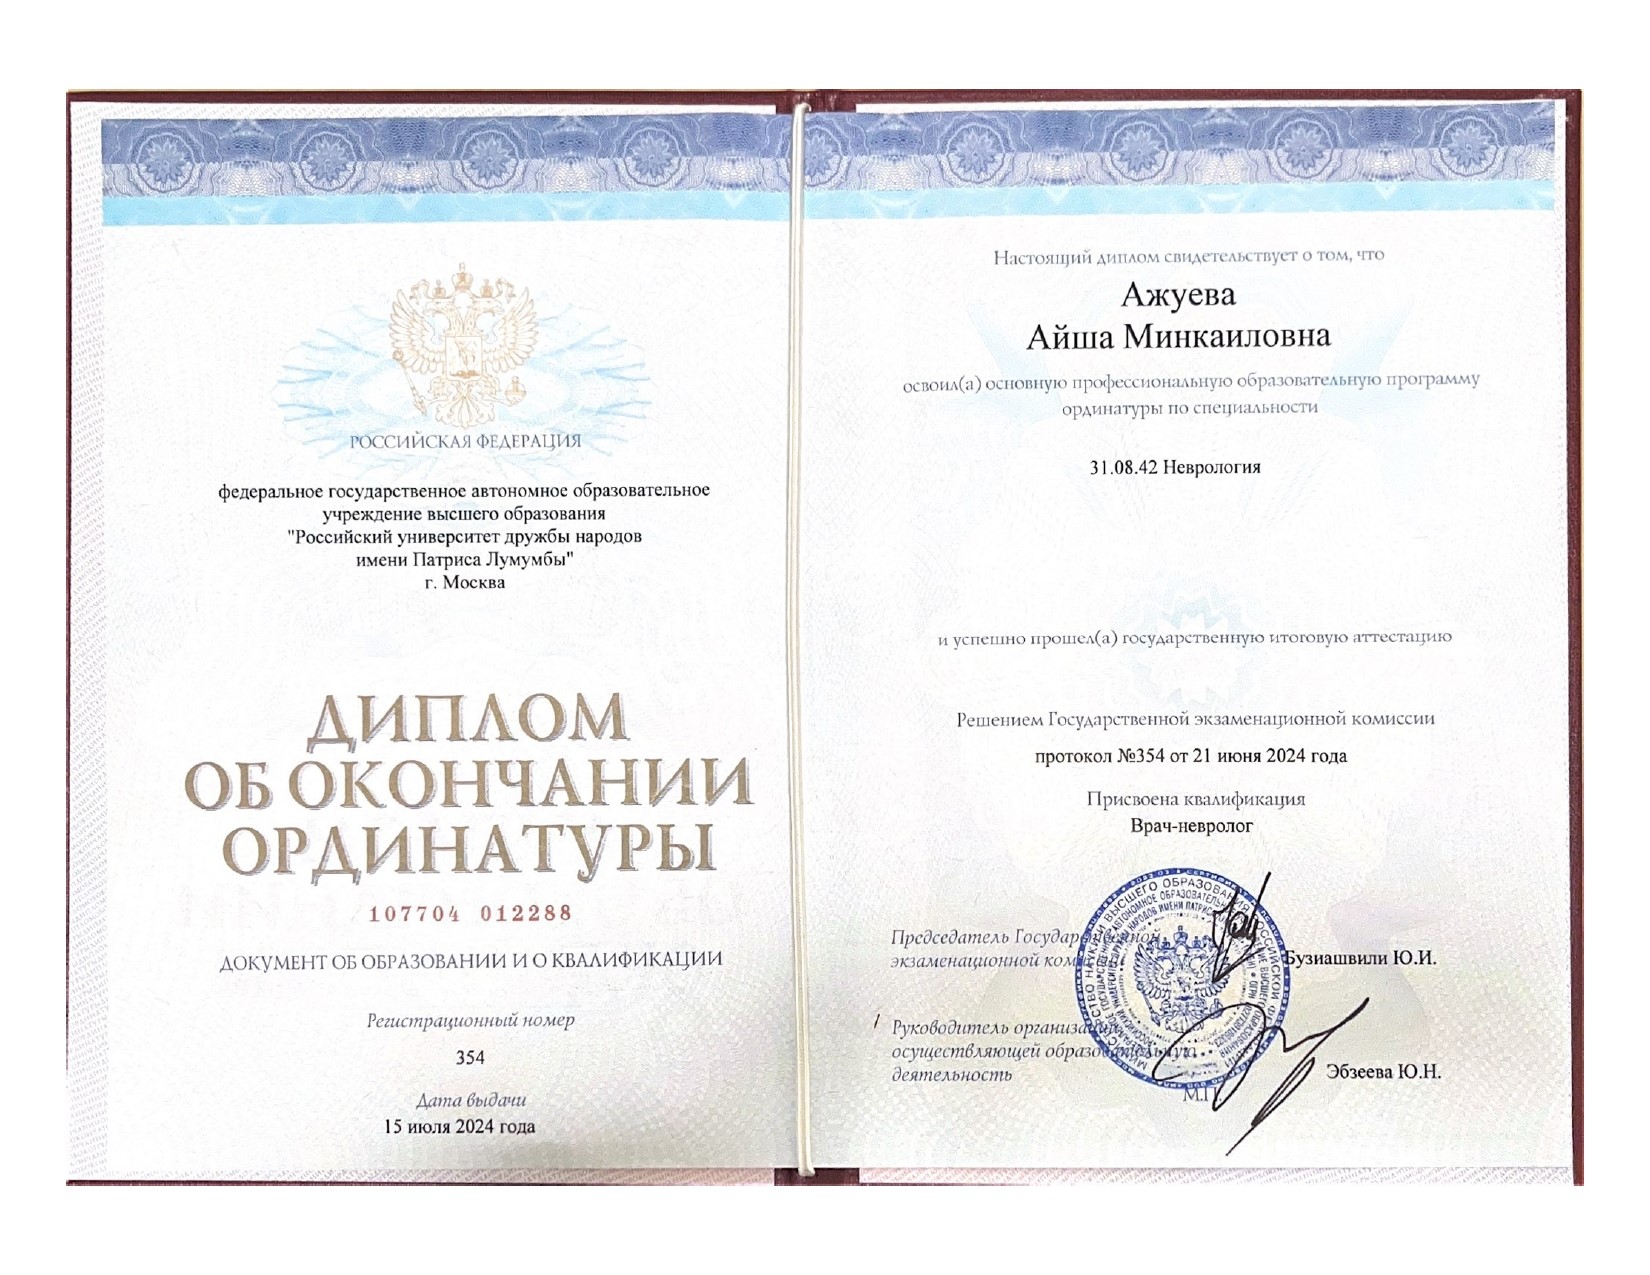 РОССИЙСКАЯ ФЕДЕРАЦИЯ
федеральное государственное автономное образовательное
учреждение высшего образования
"Российский университет дружбы народов
имени Патриса Лумумбы"
г. Москва
ДИПЛОМ
ОБ ОКОНЧАНИИ
ОРДИНАТУРЫ
107704 012288
ДОКУМЕНТ ОБ ОБРАЗОВАНИИ И О КВАЛИФИКАЦИИ
Регистрационный номер
354
Дата выдачи
15 июля 2024 года
Настоящий диплом свидетельствует о том, что
Ажуева
Айша Минкаиловна
освоил(а) основную профессиональную образовательную программу
ординатуры по специальности
31.08.42 Неврология
и успешно прошел(а) государственную итоговую аттестацию
Решением Государственной экзаменационной комиссии
протокол №354 от 21 июня 2024 года
Присвоена квалификация
Врач-невролог
Председатель Государственной
экзаменационной комиссии
Бузиашвили Ю.И.
Руководитель организации,
осуществляющей образовательную
деятельность
Эбзеева Ю.Н.
М.П.